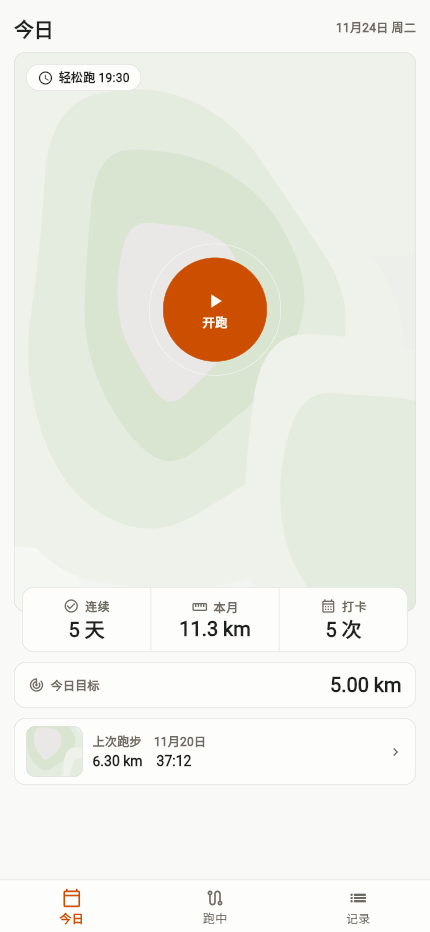 今日
11月24日 周二
轻松跑 19:30
开跑
连续
5 天
本月
11.3 km
打卡
5 次
今日目标
5.00 km
上次跑步 11月20日
6.30 km 37:12
今日
跑中
记录